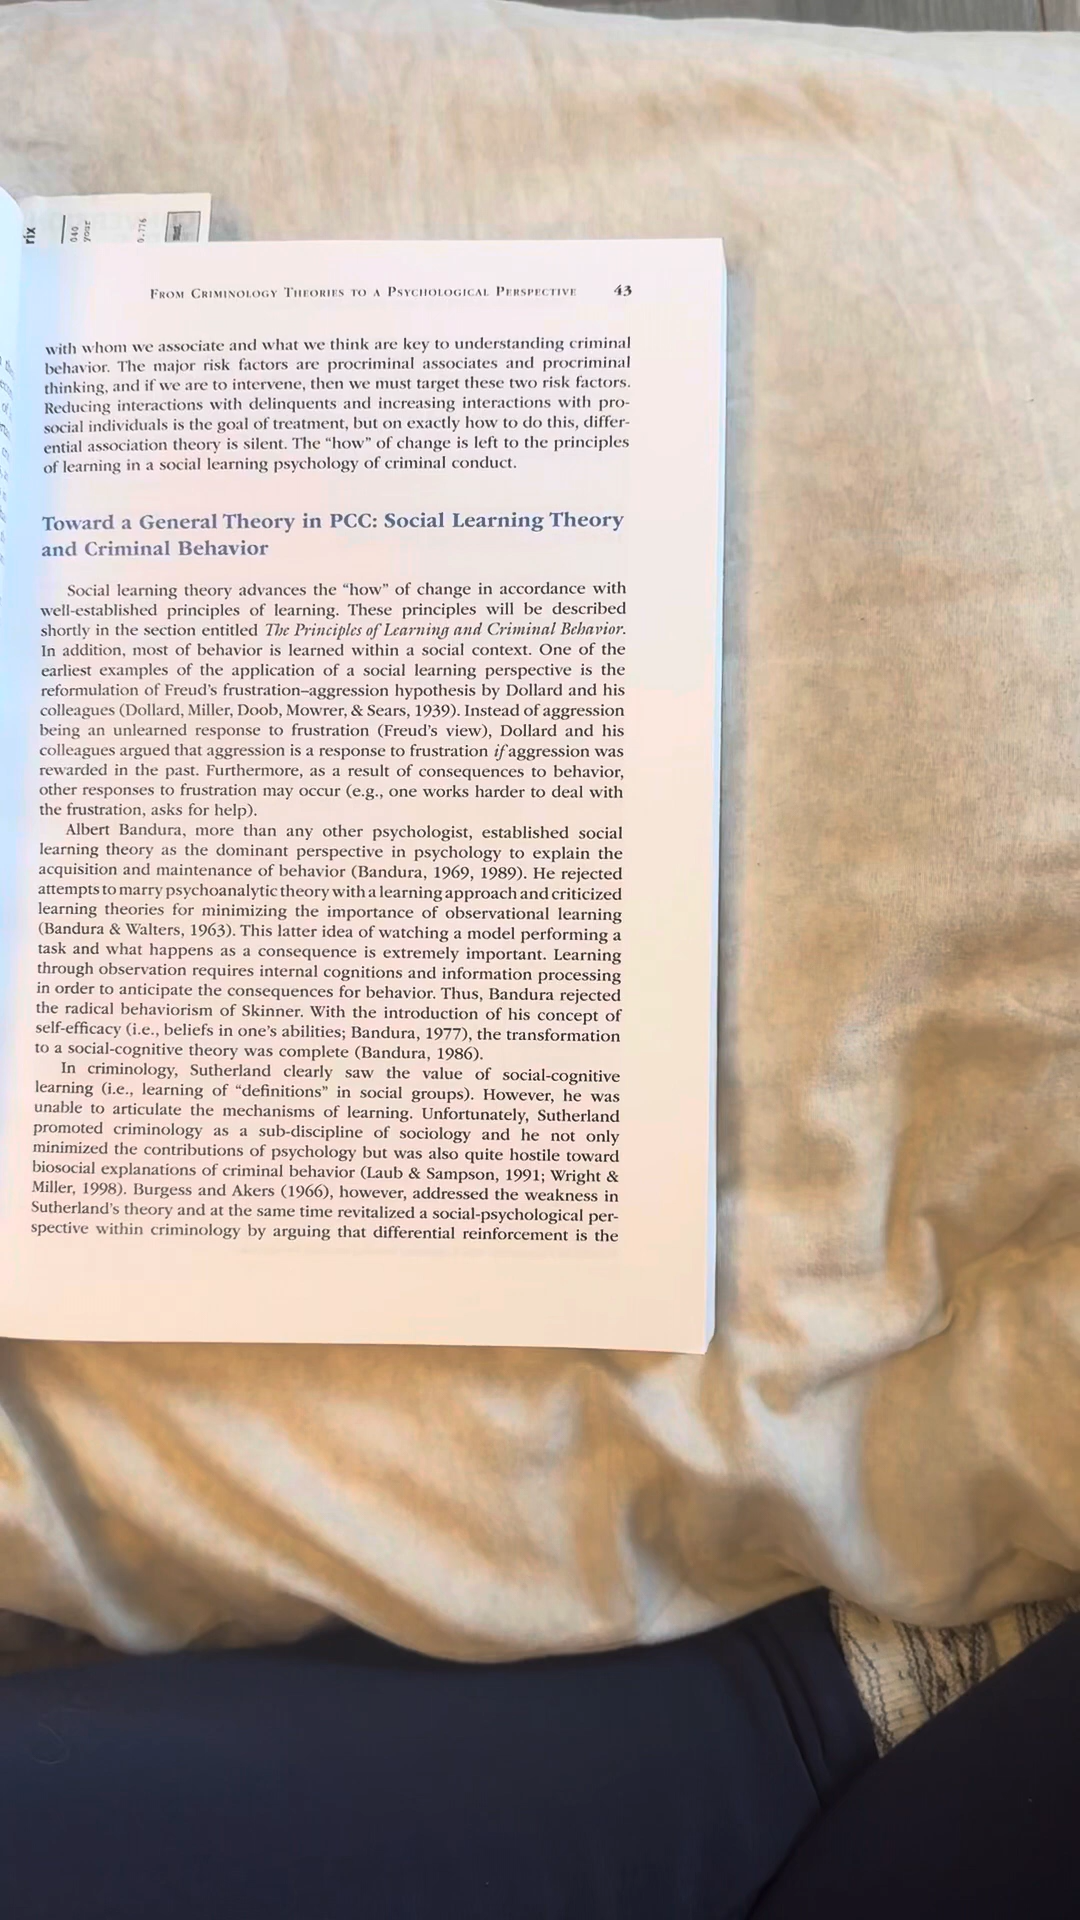 rix
040
your
0.776
FROM CRIMINOLOGY THEORIES TO A PSYCHOLOGICAL PERSPECTIVE 43
with whom we associate and what we think are key to understanding criminal
behavior. The major risk factors are procriminal associates and procriminal
thinking, and if we are to intervene, then we must target these two risk factors.
Reducing interactions with delinquents and increasing interactions with pro-
social individuals is the goal of treatment, but on exactly how to do this, differ-
ential association theory is silent. The “how” of change is left to the principles
of learning in a social learning psychology of criminal conduct.
Toward a General Theory in PCC: Social Learning Theory
and Criminal Behavior
Social learning theory advances the “how” of change in accordance with
well-established principles of learning. These principles will be described
shortly in the section entitled The Principles of Learning and Criminal Behavior.
In addition, most of behavior is learned within a social context. One of the
earliest examples of the application of a social learning perspective is the
reformulation of Freud’s frustration–aggression hypothesis by Dollard and his
colleagues (Dollard, Miller, Doob, Mowrer, & Sears, 1939). Instead of aggression
being an unlearned response to frustration (Freud’s view), Dollard and his
colleagues argued that aggression is a response to frustration if aggression was
rewarded in the past. Furthermore, as a result of consequences to behavior,
other responses to frustration may occur (e.g., one works harder to deal with
the frustration, asks for help).
Albert Bandura, more than any other psychologist, established social
learning theory as the dominant perspective in psychology to explain the
acquisition and maintenance of behavior (Bandura, 1969, 1989). He rejected
attempts to marry psychoanalytic theory with a learning approach and criticized
learning theories for minimizing the importance of observational learning
(Bandura & Walters, 1963). This latter idea of watching a model performing a
task and what happens as a consequence is extremely important. Learning
through observation requires internal cognitions and information processing
in order to anticipate the consequences for behavior. Thus, Bandura rejected
the radical behaviorism of Skinner. With the introduction of his concept of
self-efficacy (i.e., beliefs in one’s abilities; Bandura, 1977), the transformation
to a social-cognitive theory was complete (Bandura, 1986).
In criminology, Sutherland clearly saw the value of social-cognitive
learning (i.e., learning of “definitions” in social groups). However, he was
unable to articulate the mechanisms of learning. Unfortunately, Sutherland
promoted criminology as a sub-discipline of sociology and he not only
minimized the contributions of psychology but was also quite hostile toward
biosocial explanations of criminal behavior (Laub & Sampson, 1991; Wright &
Miller, 1998). Burgess and Akers (1966), however, addressed the weakness in
Sutherland’s theory and at the same time revitalized a social-psychological per-
spective within criminology by arguing that differential reinforcement is the